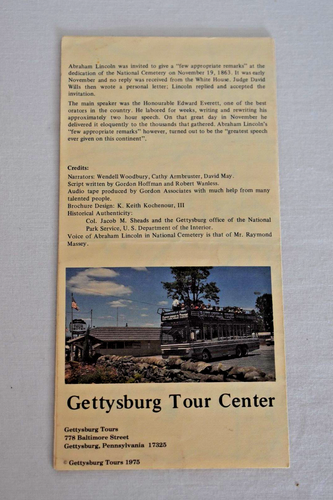 Abraham Lincoln was invited to give a "few appropriate remarks" at the
dedication of the National Cemetery on November 19, 1863. It was early
November and no reply was received from the White House. Judge David
Wills then wrote a personal letter; Lincoln replied and accepted the
invitation.
The main speaker was the Honourable Edward Everett, one of the best
orators in the country. He labored for weeks, writing and rewriting his
approximately two hour speech. On that great day in November he
delivered it eloquently to the thousands that gathered. Abraham Lincoln's
"few appropriate remarks" however, turned out to be the "greatest speech
ever given on this continent".
Credits:
Narrators: Wendell Woodbury, Cathy Armbruster, David May.
Script written by Gordon Hoffman and Robert Wanless.
Audio tape produced by Gordon Associates with much help from many
talented people.
Brochure Design: K. Keith Kochenour, III
Historical Authenticity:
Col. Jacob M. Sheads and the Gettysburg office of the National
Park Service, U. S. Department of the Interior.
Voice of Abraham Lincoln in National Cemetery is that of Mr. Raymond
Massey.
Gettysburg Tour Center
Gettysburg Tours
778 Baltimore Street
Gettysburg, Pennsylvania 17325
© Gettysburg Tours 1975